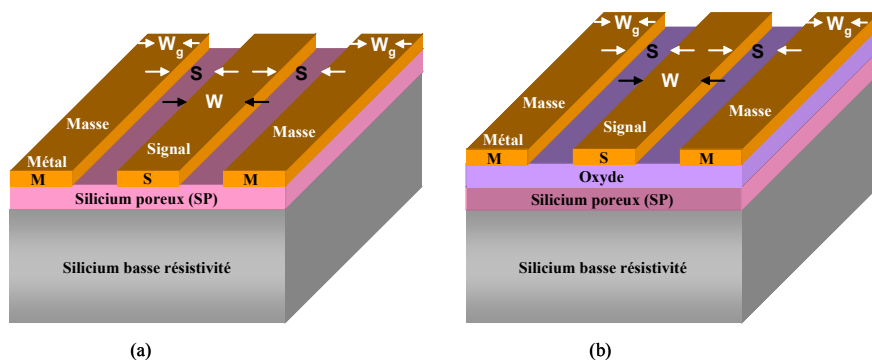 Wg Wg
S S
W
Masse
Masse
Signal
Métal
M S M
Silicium poreux (SP)
Silicium basse résistivité
(a)
Wg Wg
S S
W
Masse
Masse
Signal
Métal
M S M
Oxyde
Silicium poreux (SP)
Silicium basse résistivité
(b)